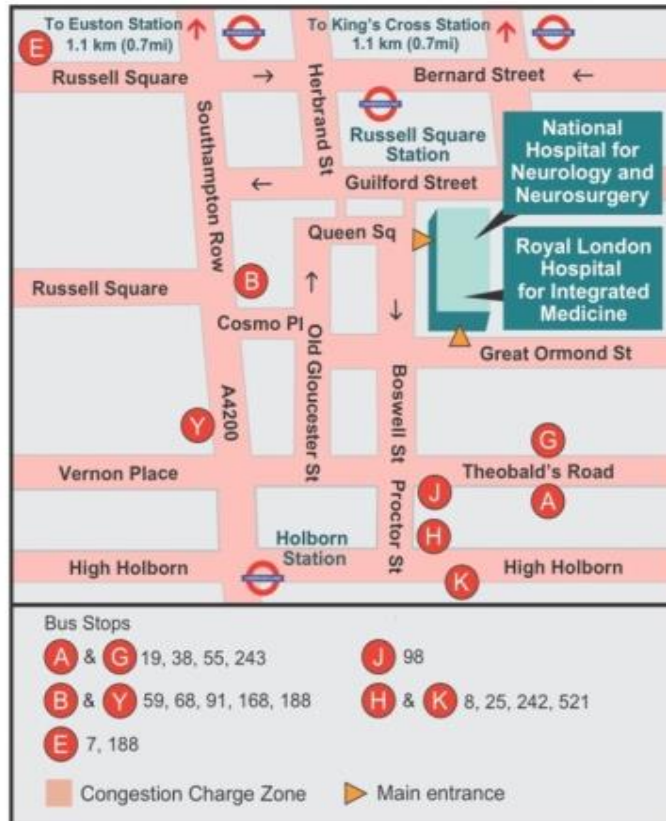 To Euston Station
1.1 km (0.7mi)
To King's Cross Station
1.1 km (0.7mi)
E
Russell Square
Herbrand St
Bernard Street
Southampton Row
Russell Square
Station
National
Hospital for
Neurology and
Neurosurgery
Guilford Street
Queen Sq
Royal London
Hospital
for Integrated
Medicine
B
Russell Square
Cosmo Pl
Old Gloucester St
Great Ormond St
Boswell St
A4200
Y
G
Vernon Place
Theobald's Road
J
A
Proctor St
H
Holborn
Station
High Holborn
K
High Holborn
Bus Stops
A & G 19, 38, 55, 243
J 98
B & Y 59, 68, 91, 168, 188
H & K 8, 25, 242, 521
E 7, 188
Congestion Charge Zone
Main entrance